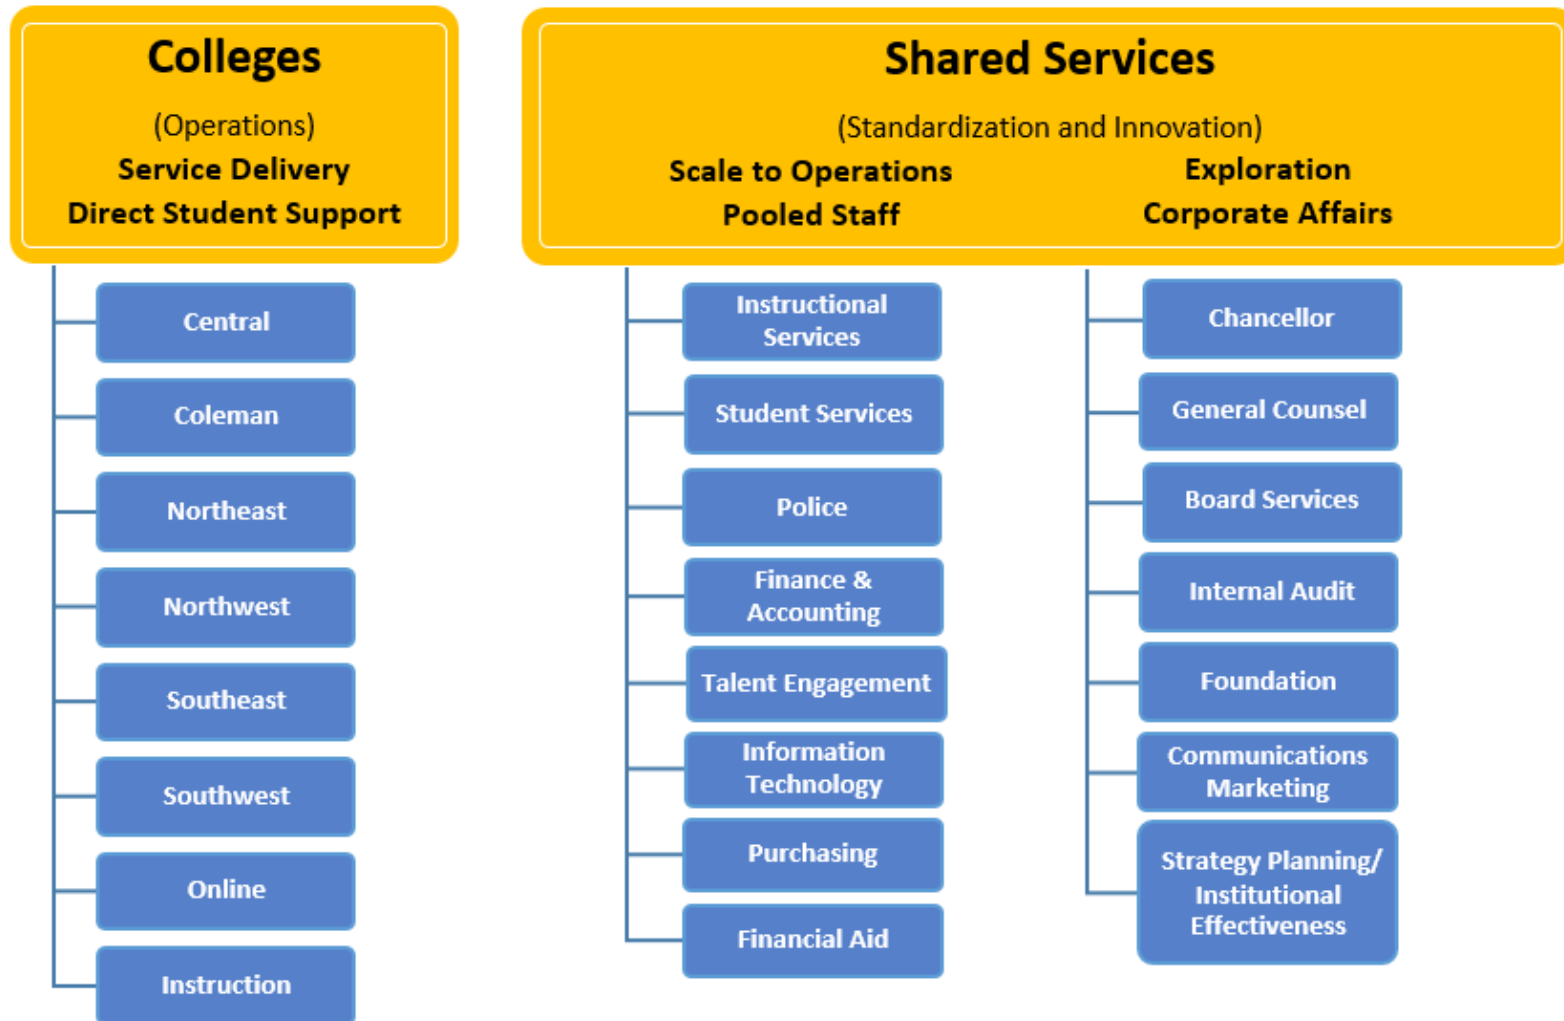 Colleges
(Operations)
Service Delivery
Direct Student Support
Central
Coleman
Northeast
Northwest
Southeast
Southwest
Online
Instruction
Shared Services
(Standardization and Innovation)
Scale to Operations
Pooled Staff
Instructional
Services
Student Services
Police
Finance &
Accounting
Talent Engagement
Information
Technology
Purchasing
Financial Aid
Exploration
Corporate Affairs
Chancellor
General Counsel
Board Services
Internal Audit
Foundation
Communications
Marketing
Strategy Planning/
Institutional
Effectiveness